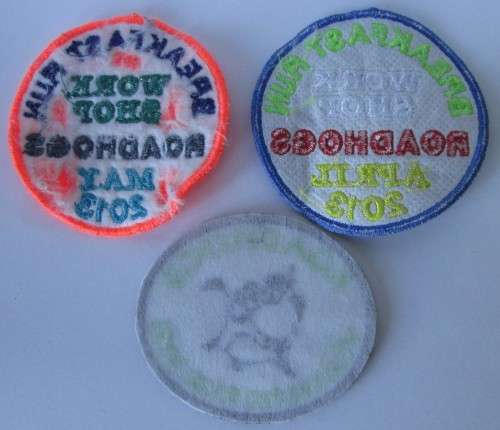 BREAKFAST RUN
WORK
SHOP
ROADHOGS
MAY
2013
BREAKFAST RUN
WORK
SHOP
ROADHOGS
APRIL
2013